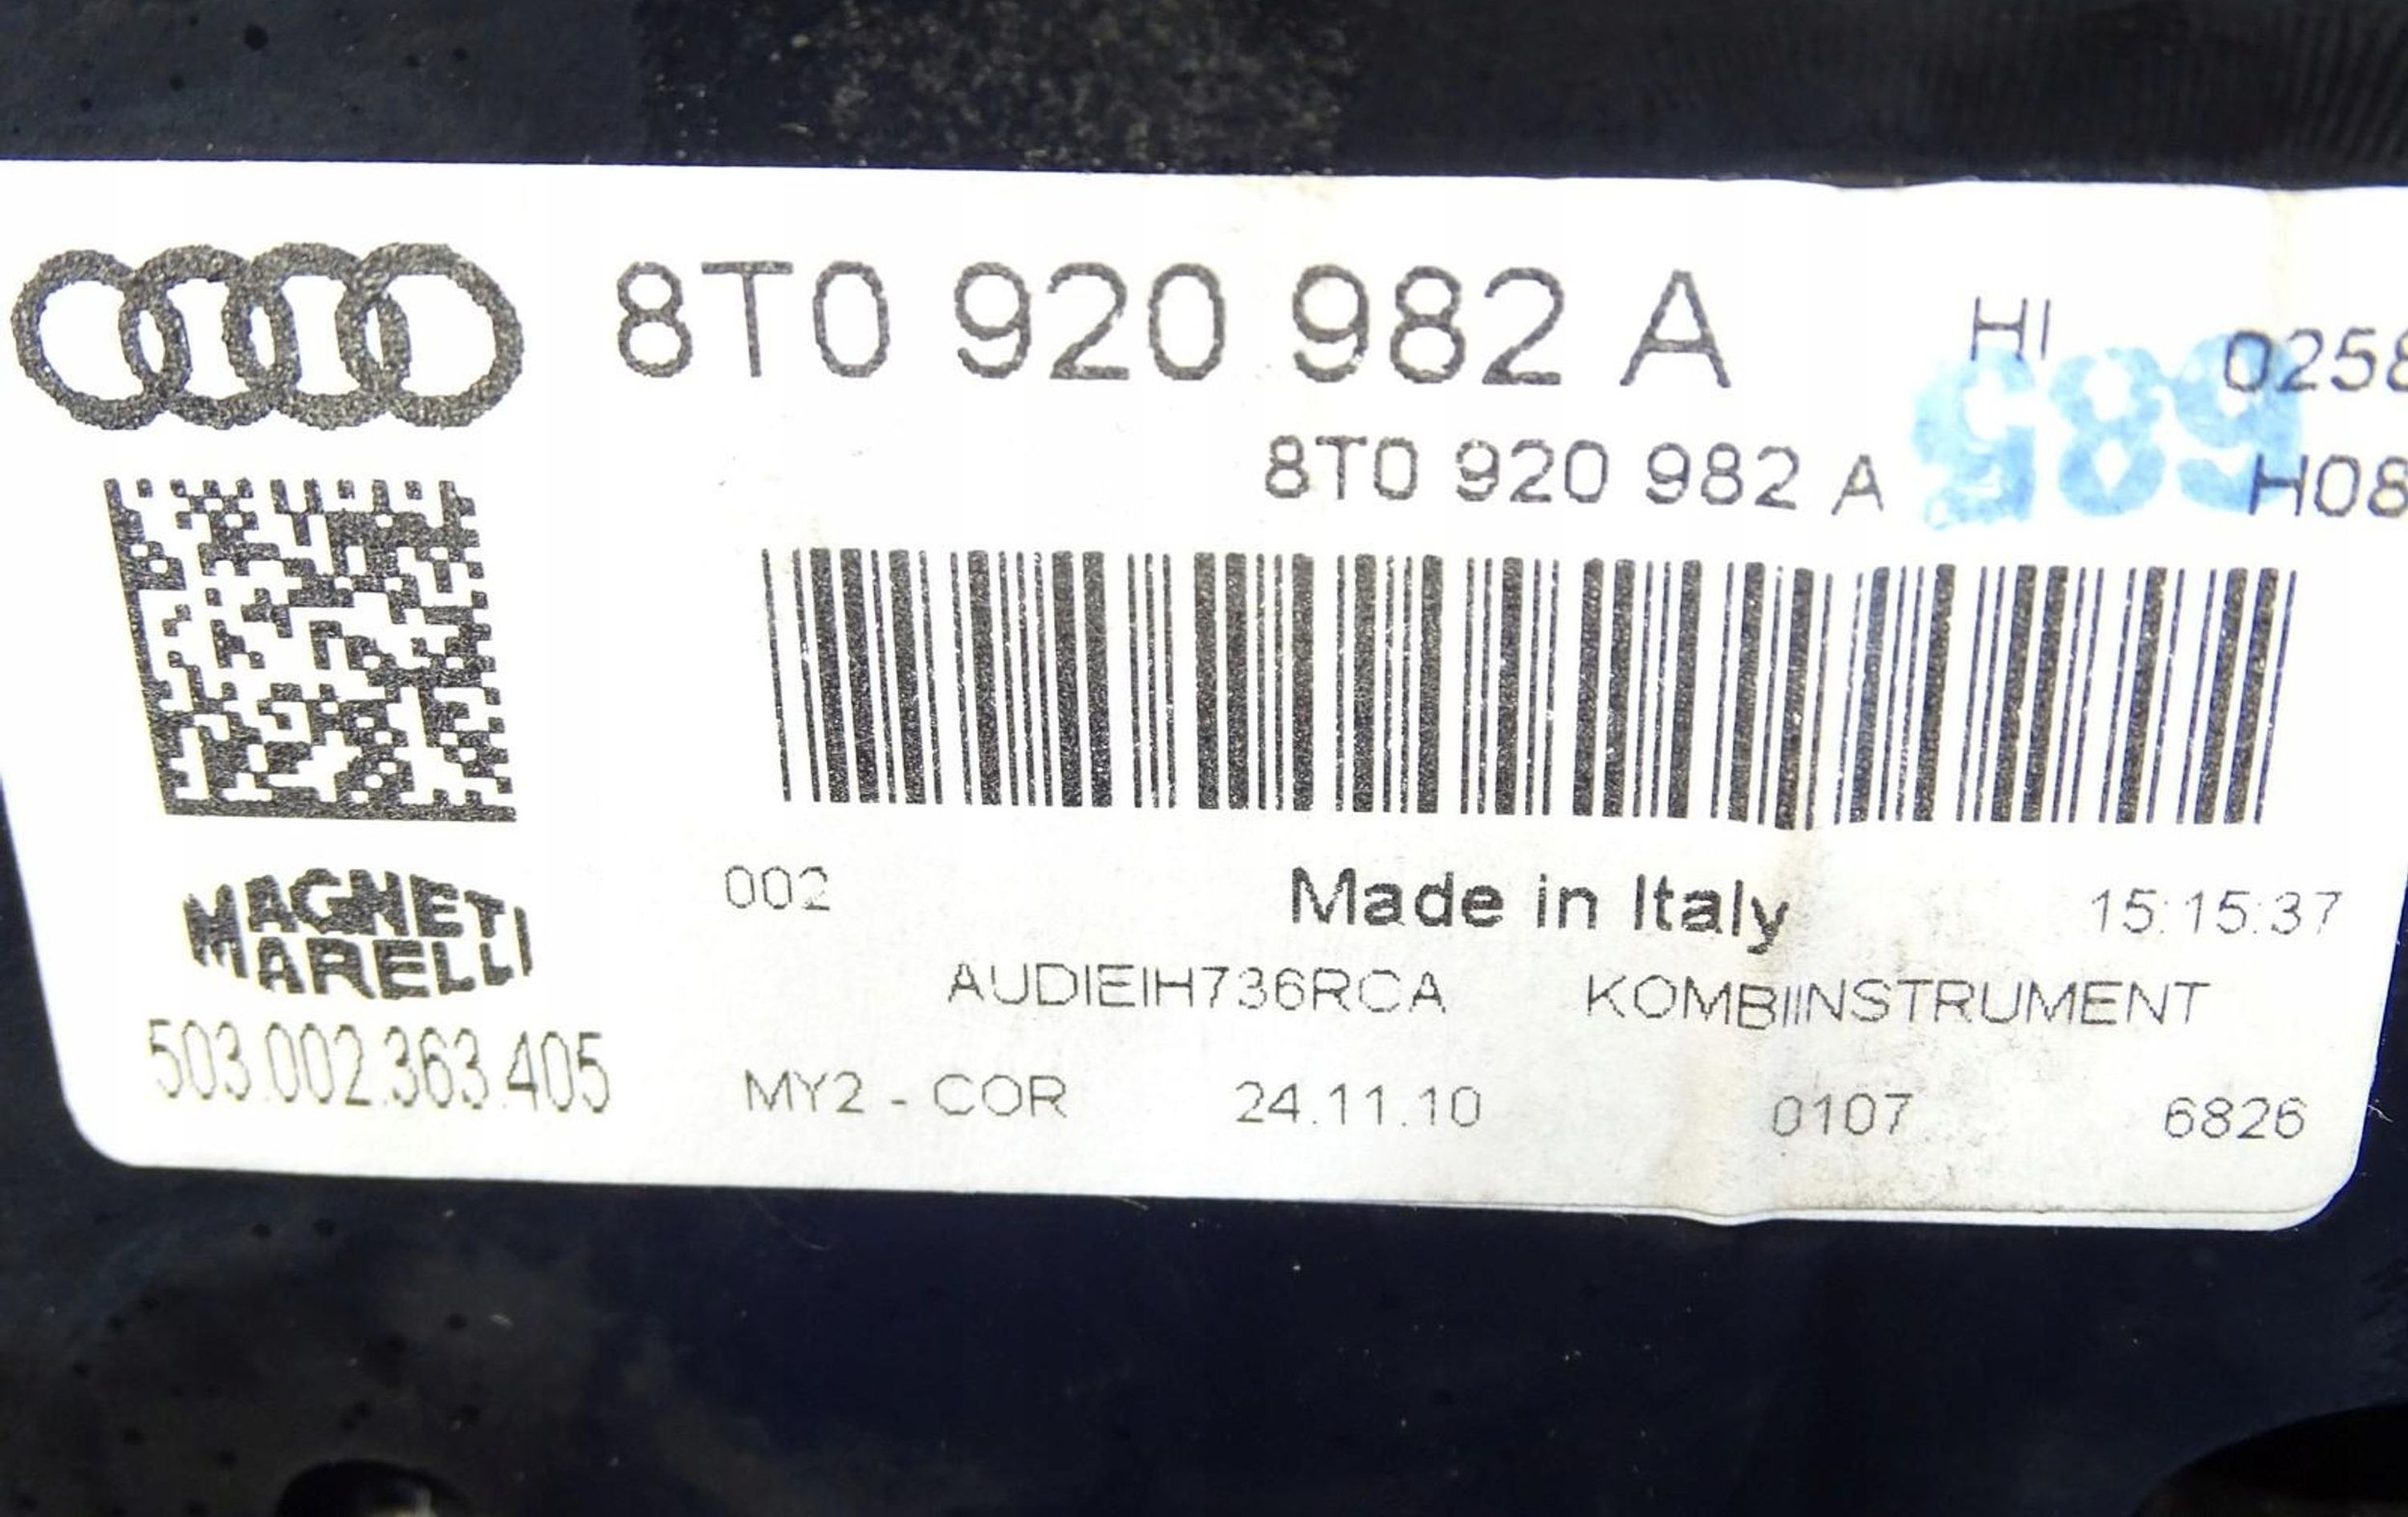 8T0 920 982 A HI 0258
8T0 920 982 A 685 H08
002 Made in Italy 15:15:37
MAGNETI
MARELLI
AUDIEIH736RCA KOMBIINSTRUMENT
503.002.363.405
MY2 - COR 24.11.10 0107 6826